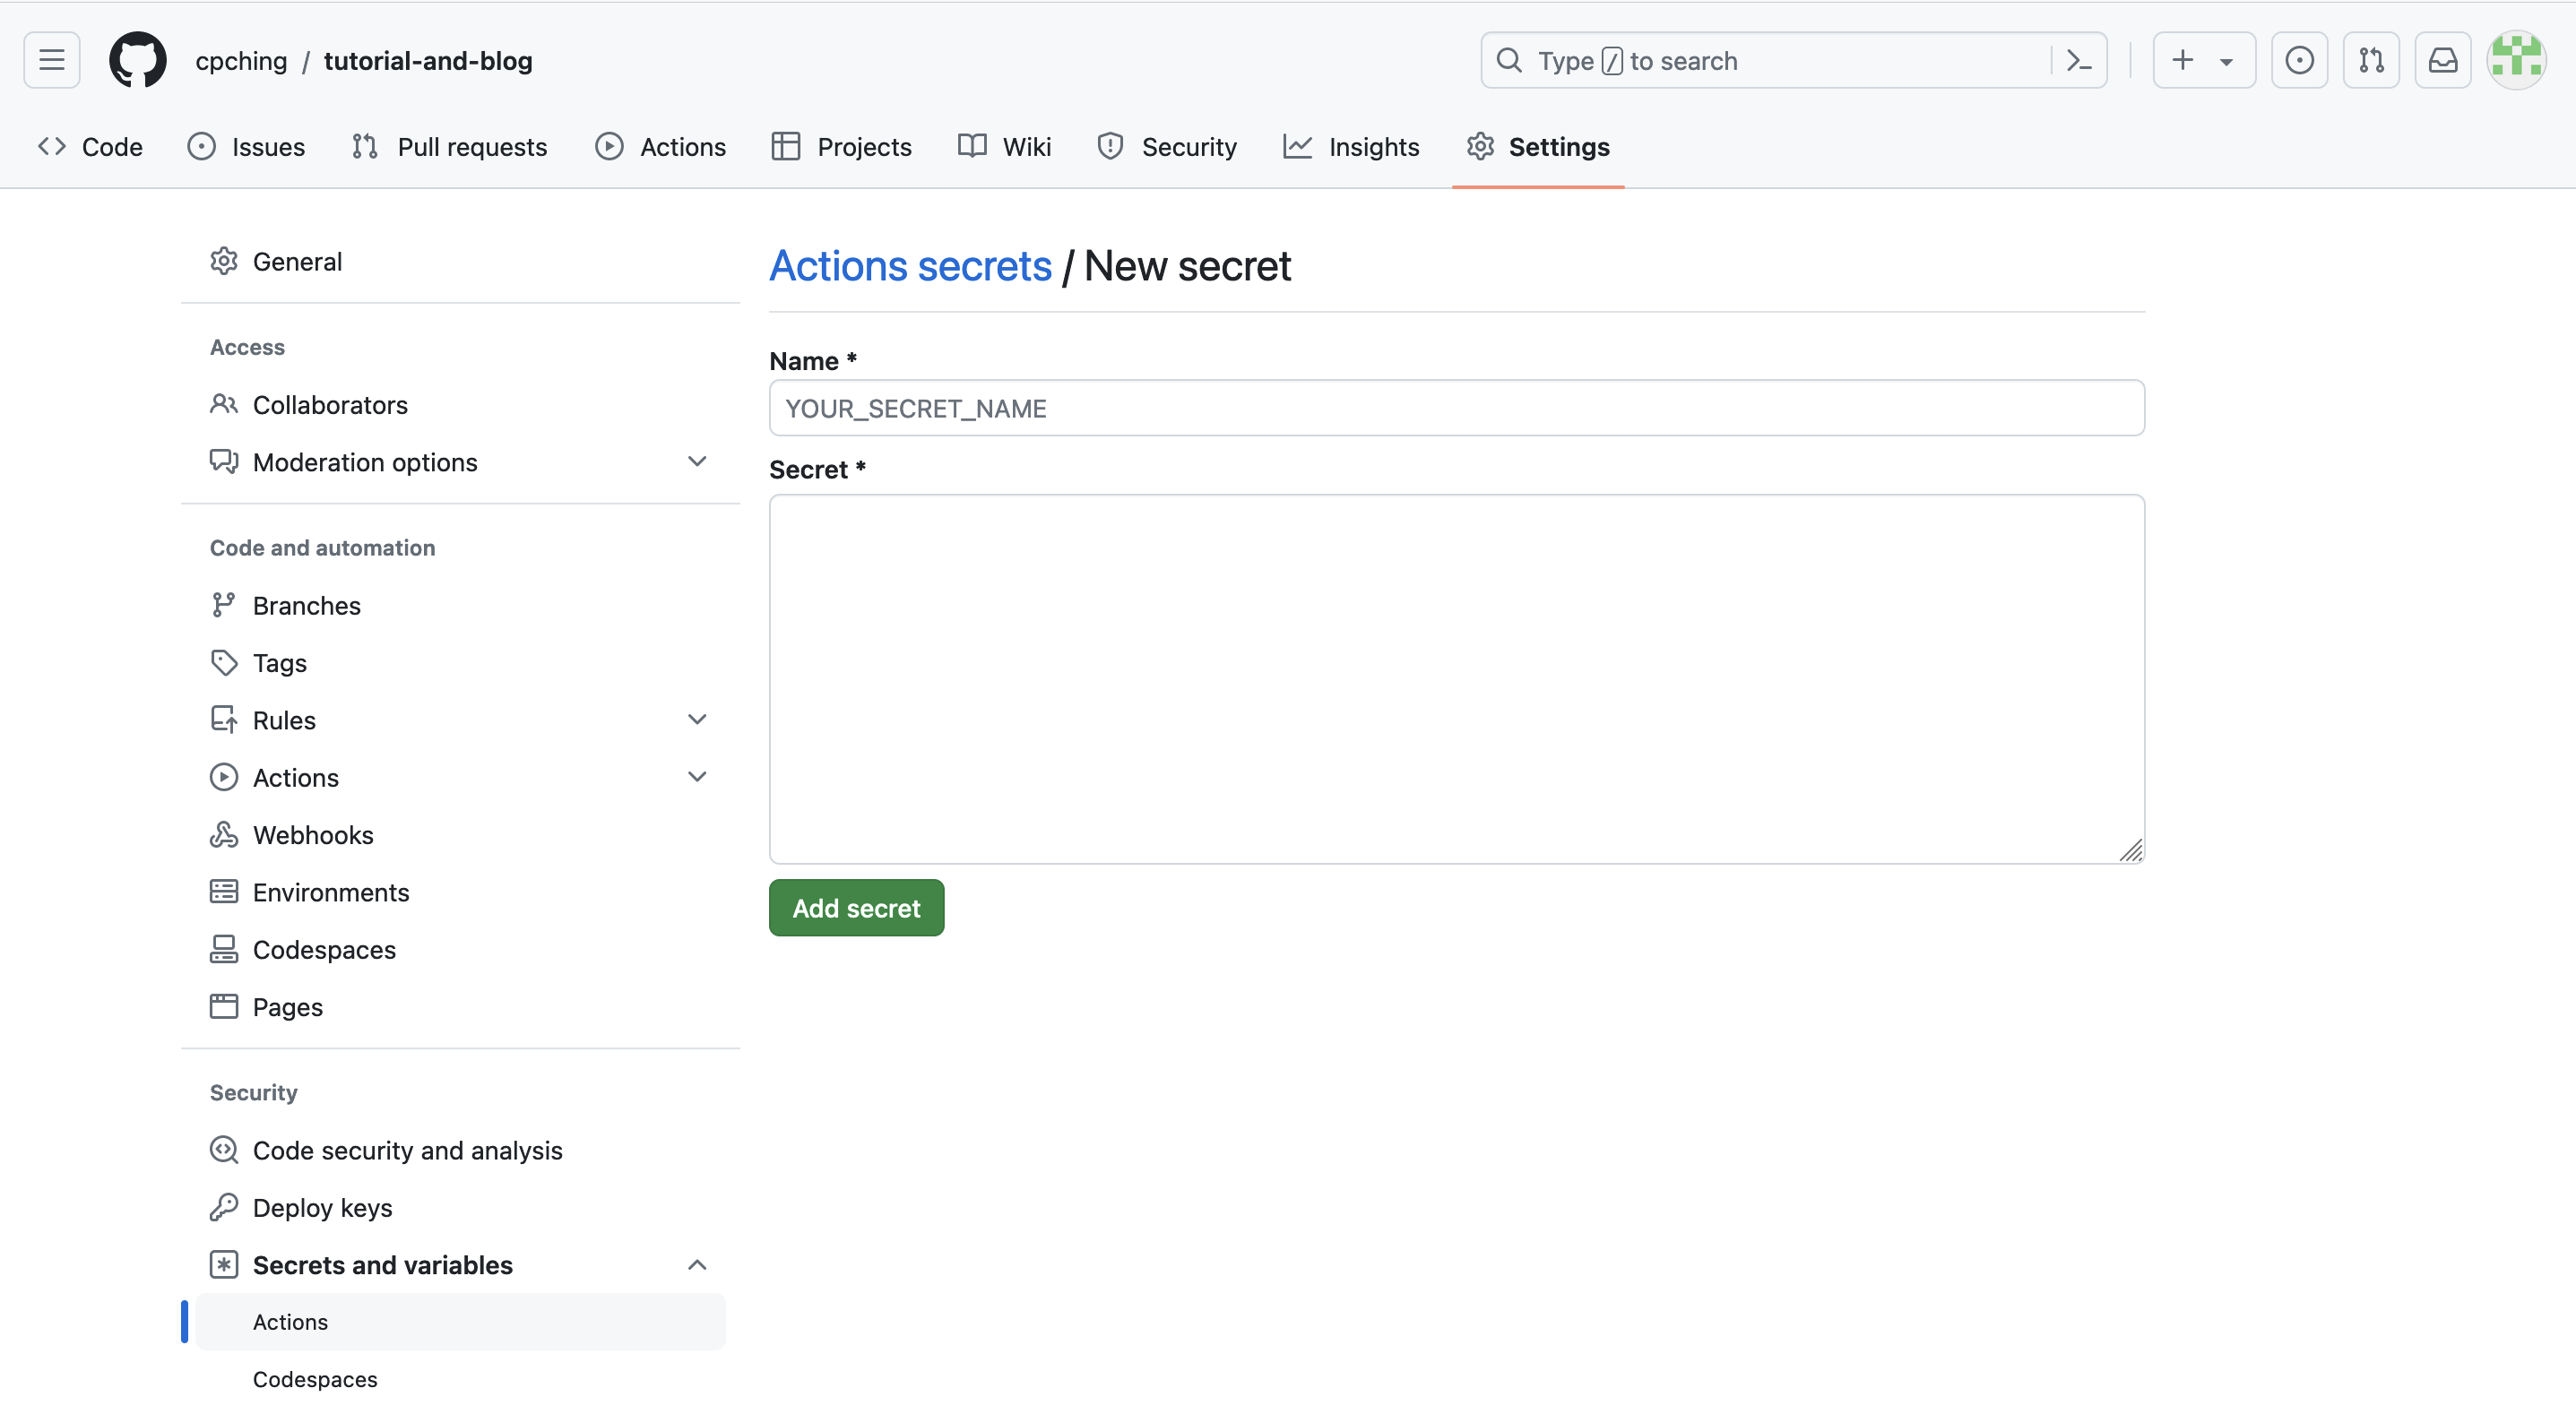 cpching / tutorial-and-blog
Type / to search
Code Issues Pull requests Actions Projects Wiki Security Insights Settings
General
Access
Collaborators
Moderation options
Code and automation
Branches
Tags
Rules
Actions
Webhooks
Environments
Codespaces
Pages
Security
Code security and analysis
Deploy keys
Secrets and variables
Actions
Codespaces
Actions secrets / New secret
Name *
YOUR_SECRET_NAME
Secret *
Add secret